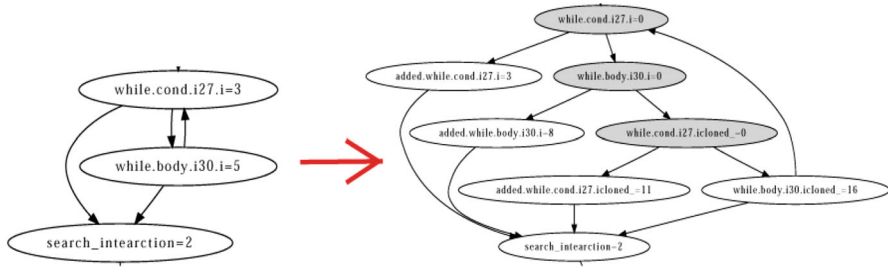 while.cond.i27.i=3
while.body.i30.i=5
search_intearction=2
while.cond.i27.i=0
added.while.cond.i27.i=3
while.body.i30.i=0
added.while.body.i30.i=8
while.cond.i27.icloned_=0
added.while.cond.i27.icloned_=11
while.body.i30.icloned_=16
search_intearction=2